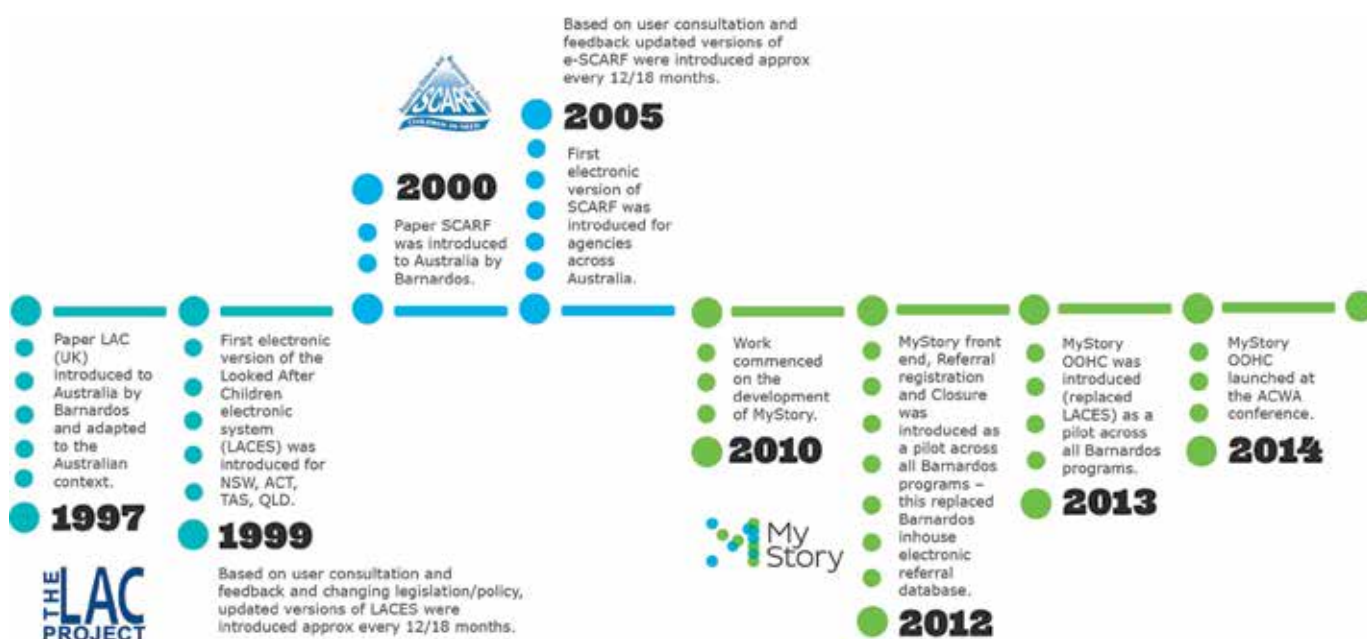 Based on user consultation and
feedback updated versions of
e-SCARF were introduced approx
every 12/18 months.
SCARF
CHILDREN IN NEED
2005
First
electronic
version of
SCARF was
introduced for
agencies
across
Australia.
2000
Paper SCARF
was introduced
to Australia by
Barnardos.
Paper LAC
(UK)
introduced to
Australia by
Barnardos
and adapted
to the
Australian
context.
1997
THE LAC
PROJECT
First electronic
version of the
Looked After
Children
electronic
system
(LACES) was
introduced for
NSW, ACT,
TAS, QLD.
1999
Based on user consultation and
feedback and changing legislation/policy,
updated versions of LACES were
introduced approx every 12/18 months.
Work
commenced
on the
development
of MyStory.
2010
My
Story
MyStory front
end, Referral
registration
and Closure
was
introduced as
a pilot across
all Barnardos
programs –
this replaced
Barnardos
inhouse
electronic
referral
database.
2012
MyStory
OOHC was
introduced
(replaced
LACES) as a
pilot across
all Barnardos
programs.
2013
MyStory
OOHC
launched at
the ACWA
conference.
2014